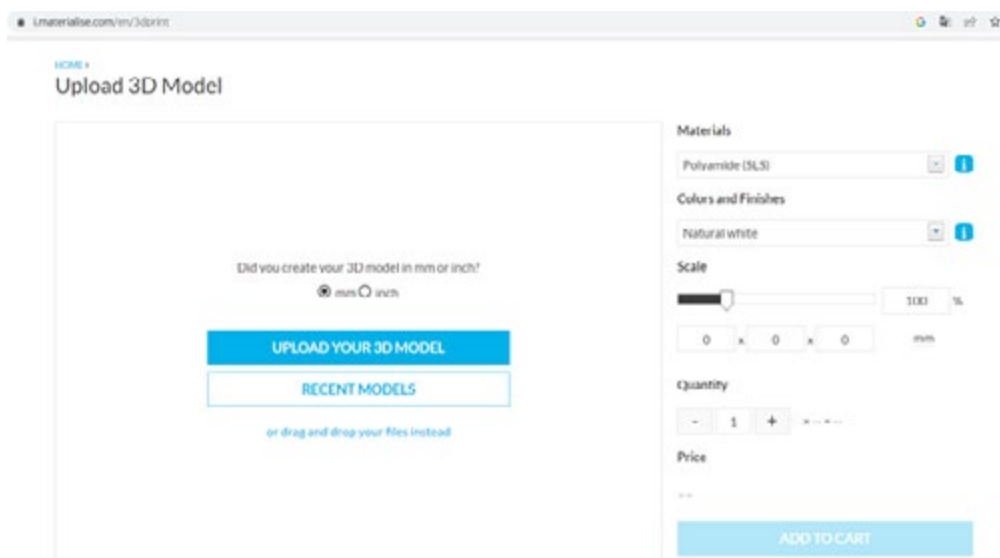 i.materialise.com/en/3dprint
HOME »
Upload 3D Model
Did you create your 3D model in mm or inch?
mm inch
UPLOAD YOUR 3D MODEL
RECENT MODELS
or drag and drop your files instead
Materials
Polyamide (SLS)
Colors and Finishes
Natural white
Scale
100 %
0 x 0 x 0 mm
Quantity
- 1 + × -- = --
Price
--
ADD TO CART